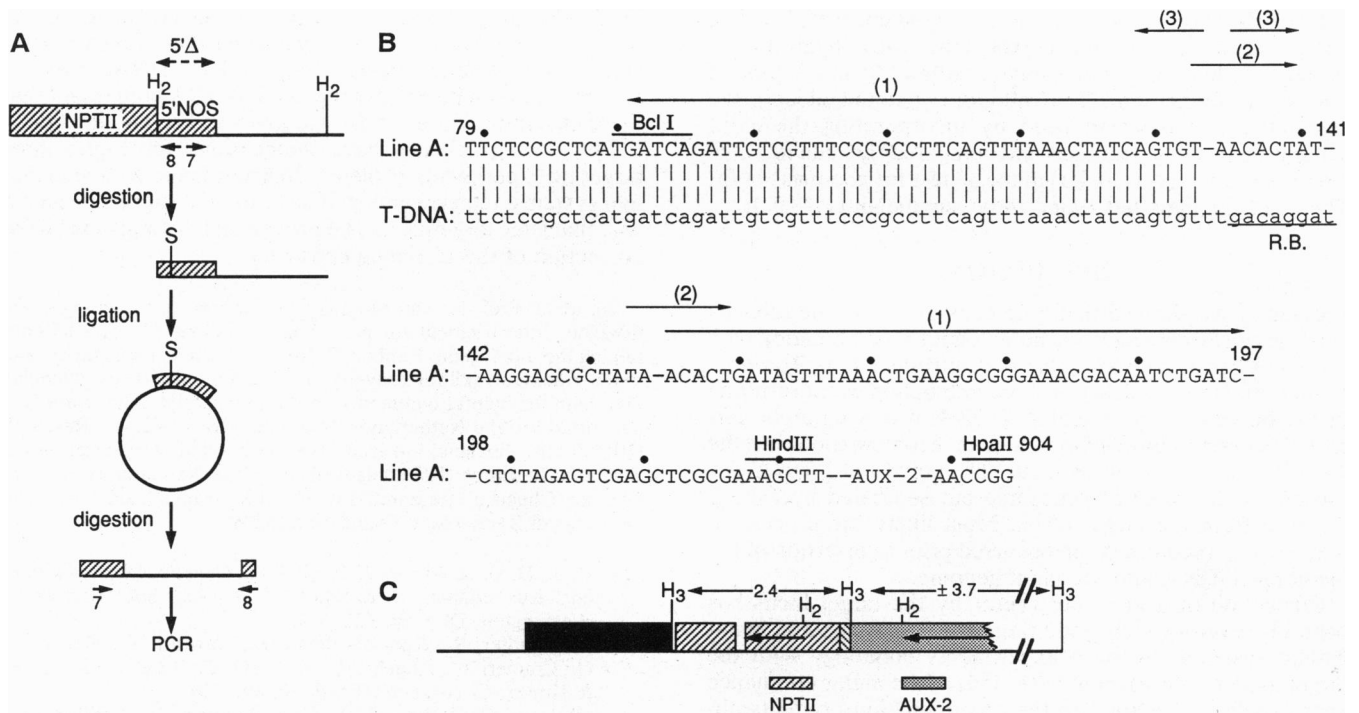 A
5'Δ
H2
5'NOS
H2
NPTII
8 7
digestion
S
ligation
S
digestion
7
8
PCR
B
(3)
(3)
(2)
(1)
79
Bcl I
141
Line A: TTCTCCGCTCATGATCAGATTGTCGTTTCCCGCCTTCAGTTTAAACTATCAGTGT-AACACTAT-
T-DNA: ttctccgctcatgatcagattgtcgtttcccgccttcagtttaaactatcagtgtttgacaggat
R.B.
(2)
(1)
142
197
Line A: -AAGGAGCGCTATA-ACACTGATAGTTTAAACTGAAGGCGGGAAACGACAATCTGATC-
198
HindIII
HpaII 904
Line A: -CTCTAGAGTCGAGCTCGCGAAAGCTT--AUX-2-AACCGG
C
H3
2.4
H2
H3
± 3.7
H2
H3
NPTII
AUX-2